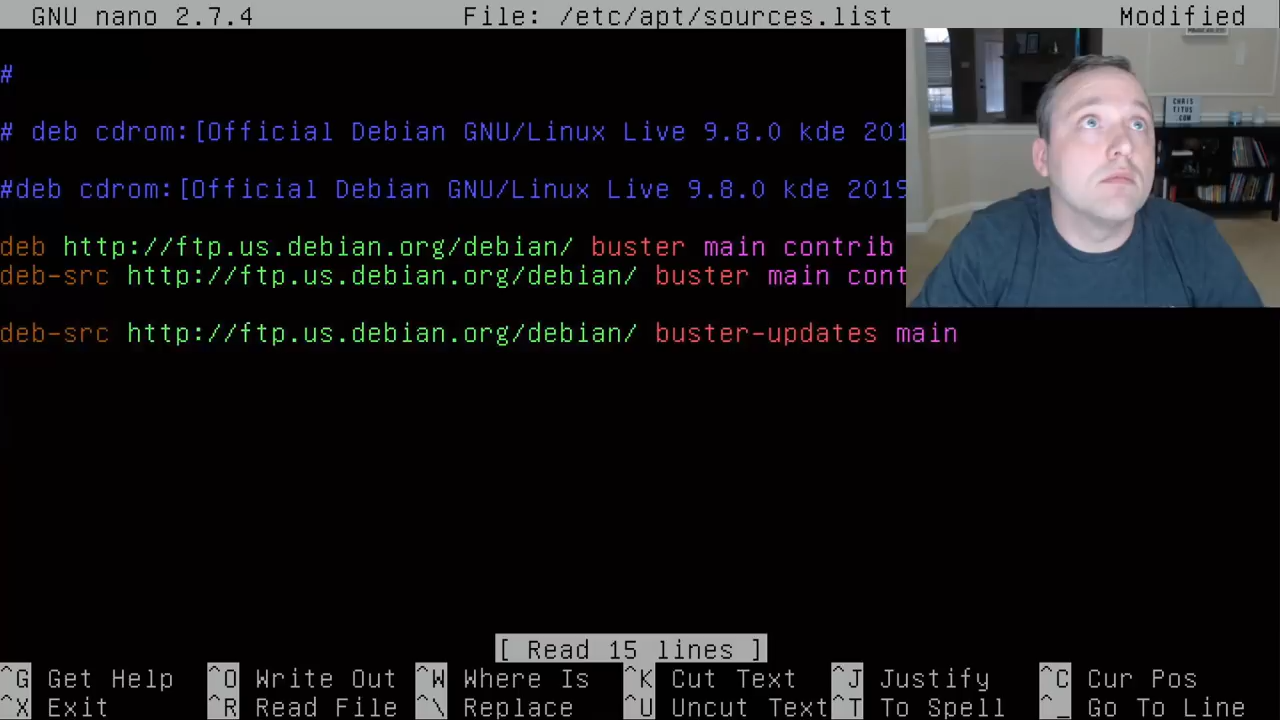 GNU nano 2.7.4 File: /etc/apt/sources.list Modified
#
# deb cdrom:[Official Debian GNU/Linux Live 9.8.0 kde 201
#deb cdrom:[Official Debian GNU/Linux Live 9.8.0 kde 2019
deb http://ftp.us.debian.org/debian/ buster main contrib
deb-src http://ftp.us.debian.org/debian/ buster main cont
deb-src http://ftp.us.debian.org/debian/ buster-updates main
CHRIS
TITUS
.COM
[ Read 15 lines ]
^G Get Help ^O Write Out ^W Where Is ^K Cut Text ^J Justify ^C Cur Pos
^X Exit ^R Read File ^\ Replace ^U Uncut Text ^T To Spell ^_ Go To Line